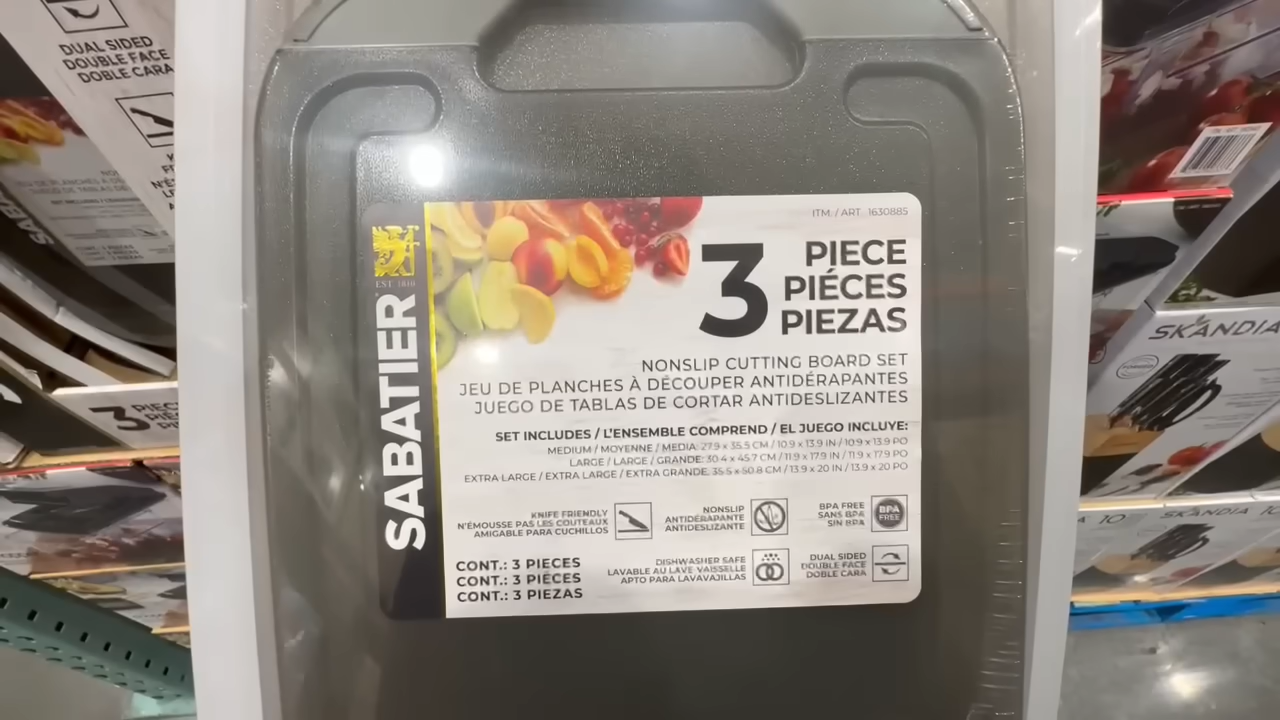 DUAL SIDED
DOUBLE FACE
DOBLE CARA
ITM. / ART. 1630885
EST 1810
SABATIER
3
PIECE
PIÉCES
PIEZAS
NONSLIP CUTTING BOARD SET
JEU DE PLANCHES À DÉCOUPER ANTIDÉRAPANTES
JUEGO DE TABLAS DE CORTAR ANTIDESLIZANTES
SET INCLUDES / L'ENSEMBLE COMPREND / EL JUEGO INCLUYE:
MEDIUM / MOYENNE / MEDIA: 27.9 x 35.5 CM / 10.9 x 13.9 IN / 10.9 x 13.9 PO
LARGE / LARGE / GRANDE: 30.4 x 45.7 CM / 11.9 x 17.9 IN / 11.9 x 17.9 PO
EXTRA LARGE / EXTRA LARGE / EXTRA GRANDE: 35.5 x 50.8 CM / 13.9 x 20 IN / 13.9 x 20 PO
KNIFE FRIENDLY
N'ÉMOUSSE PAS LES COUTEAUX
AMIGABLE PARA CUCHILLOS
NONSLIP
ANTIDÉRAPANTE
ANTIDESLIZANTE
BPA FREE
SANS BPA
SIN BPA
BPA
FREE
CONT.: 3 PIECES
CONT.: 3 PIÉCES
CONT.: 3 PIEZAS
DISHWASHER SAFE
LAVABLE AU LAVE VAISSELLE
APTO PARA LAVAVAJILLAS
DUAL SIDED
DOUBLE FACE
DOBLE CARA
SKANDIA
SKANDIA
10
3